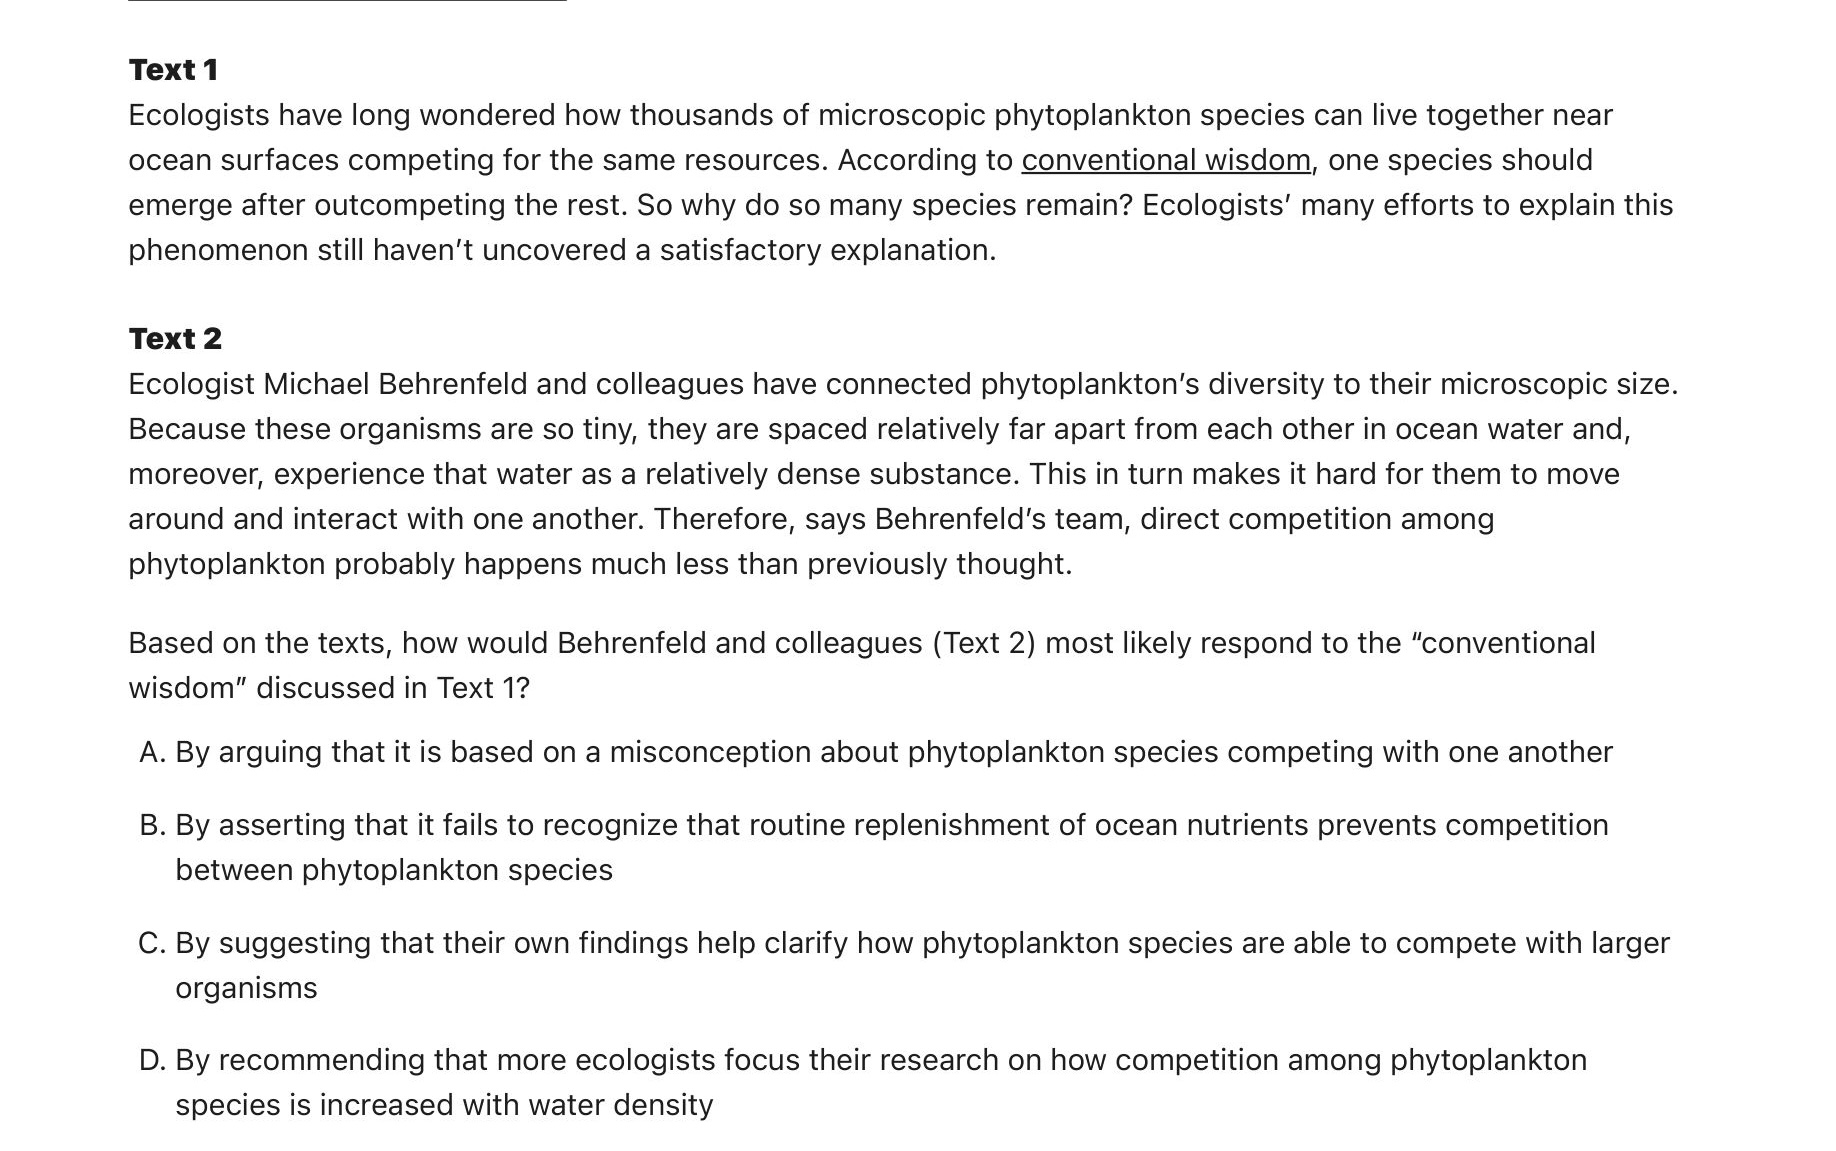 Text 1
Ecologists have long wondered how thousands of microscopic phytoplankton species can live together near
ocean surfaces competing for the same resources. According to conventional wisdom, one species should
emerge after outcompeting the rest. So why do so many species remain? Ecologists’ many efforts to explain this
phenomenon still haven’t uncovered a satisfactory explanation.
Text 2
Ecologist Michael Behrenfeld and colleagues have connected phytoplankton’s diversity to their microscopic size.
Because these organisms are so tiny, they are spaced relatively far apart from each other in ocean water and,
moreover, experience that water as a relatively dense substance. This in turn makes it hard for them to move
around and interact with one another. Therefore, says Behrenfeld’s team, direct competition among
phytoplankton probably happens much less than previously thought.
Based on the texts, how would Behrenfeld and colleagues (Text 2) most likely respond to the “conventional
wisdom” discussed in Text 1?
A. By arguing that it is based on a misconception about phytoplankton species competing with one another
B. By asserting that it fails to recognize that routine replenishment of ocean nutrients prevents competition
between phytoplankton species
C. By suggesting that their own findings help clarify how phytoplankton species are able to compete with larger
organisms
D. By recommending that more ecologists focus their research on how competition among phytoplankton
species is increased with water density